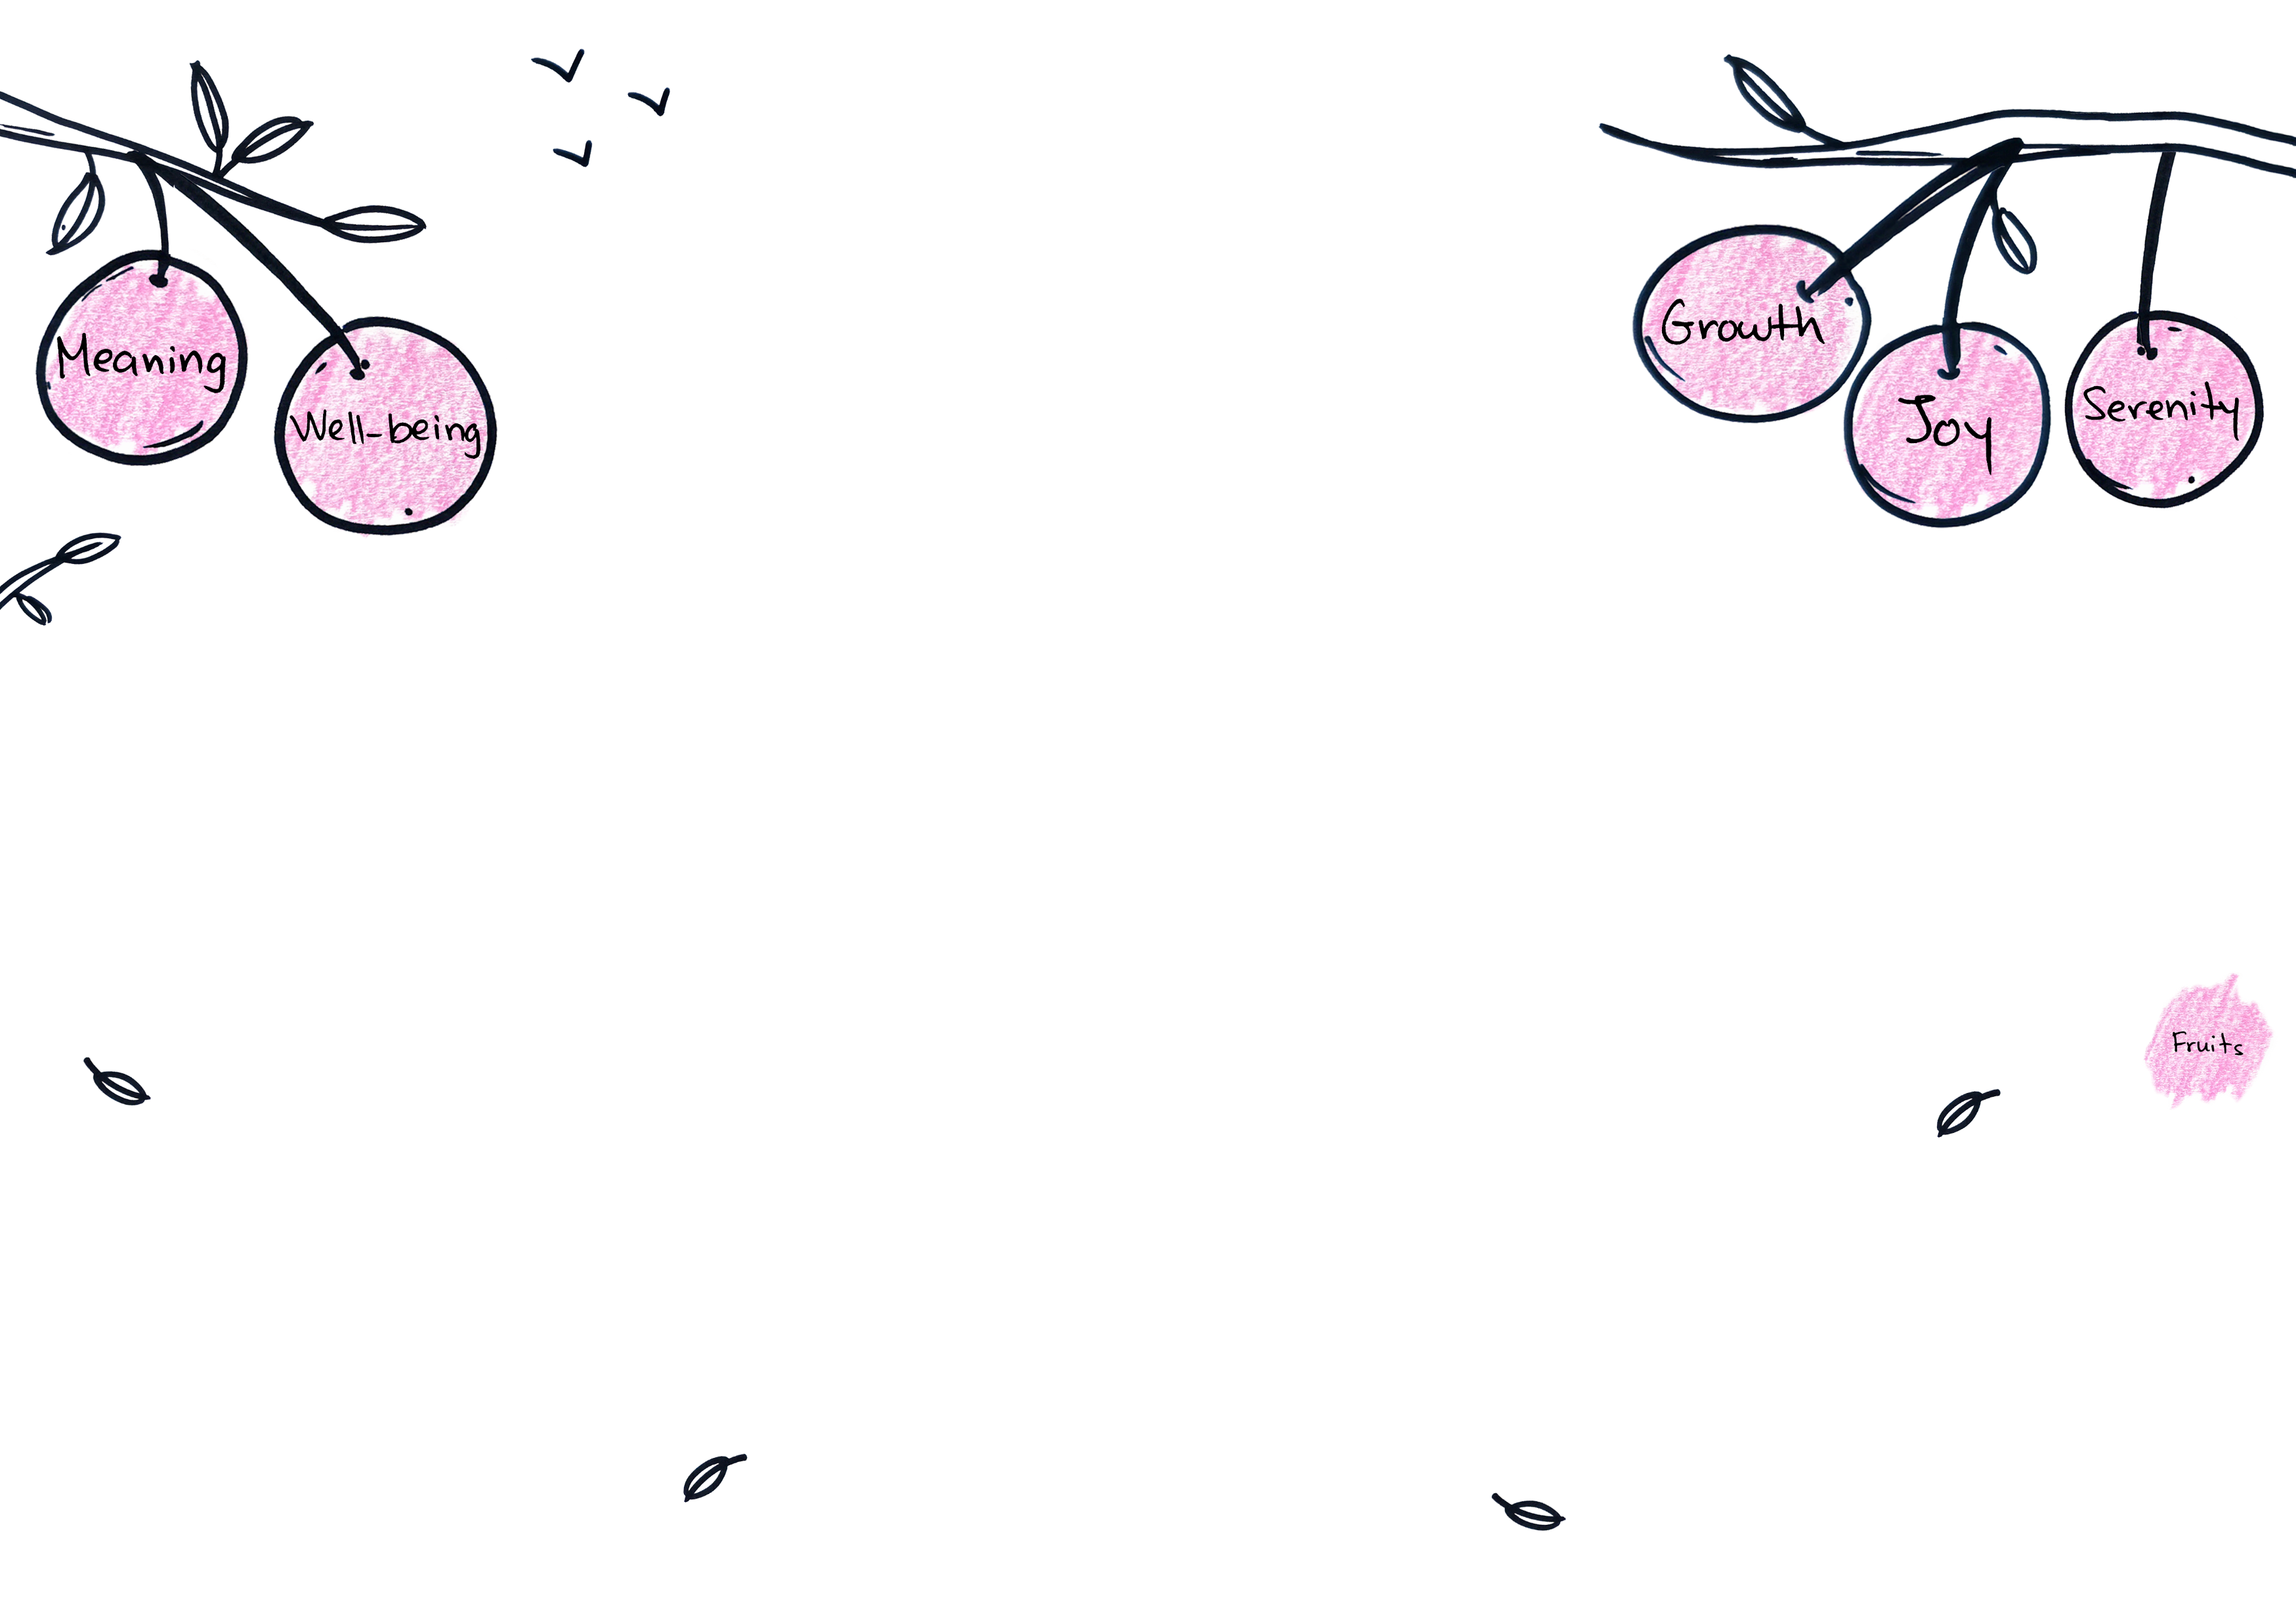 Meaning
Well-being
Growth
Joy
Serenity
Fruits